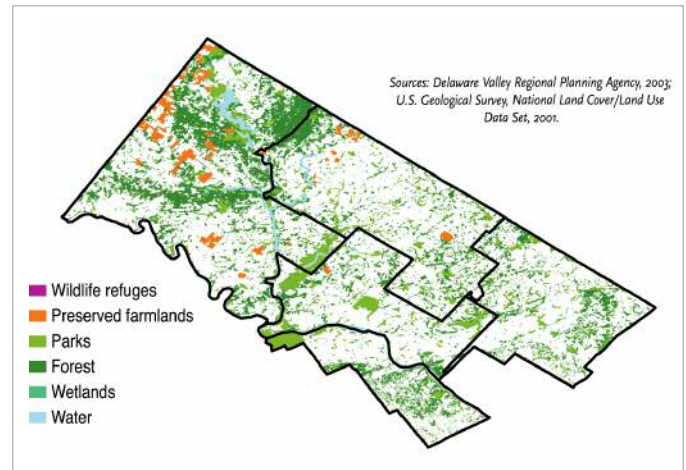 Sources: Delaware Valley Regional Planning Agency, 2003;
U.S. Geological Survey, National Land Cover/Land Use
Data Set, 2001.
Wildlife refuges
Preserved farmlands
Parks
Forest
Wetlands
Water